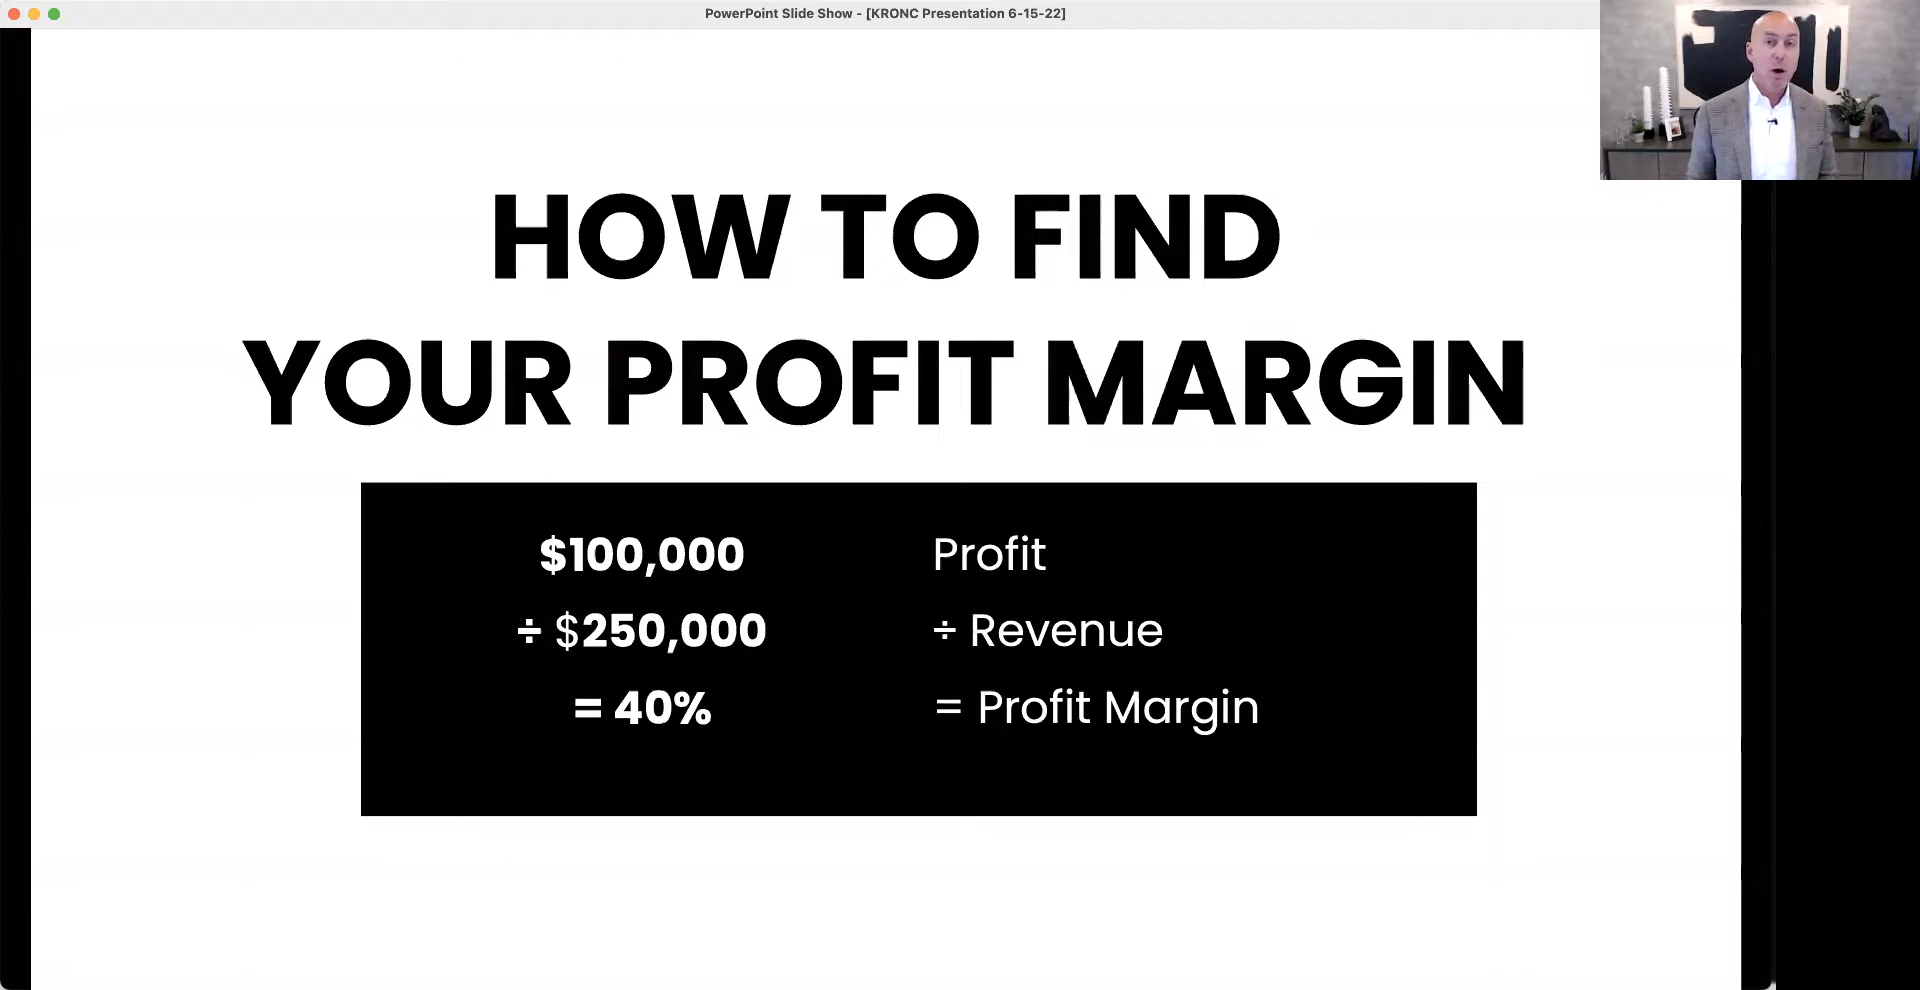 PowerPoint Slide Show - [KRONC Presentation 6-15-22]
HOW TO FIND
YOUR PROFIT MARGIN
$100,000 Profit
÷ $250,000 ÷ Revenue
= 40% = Profit Margin